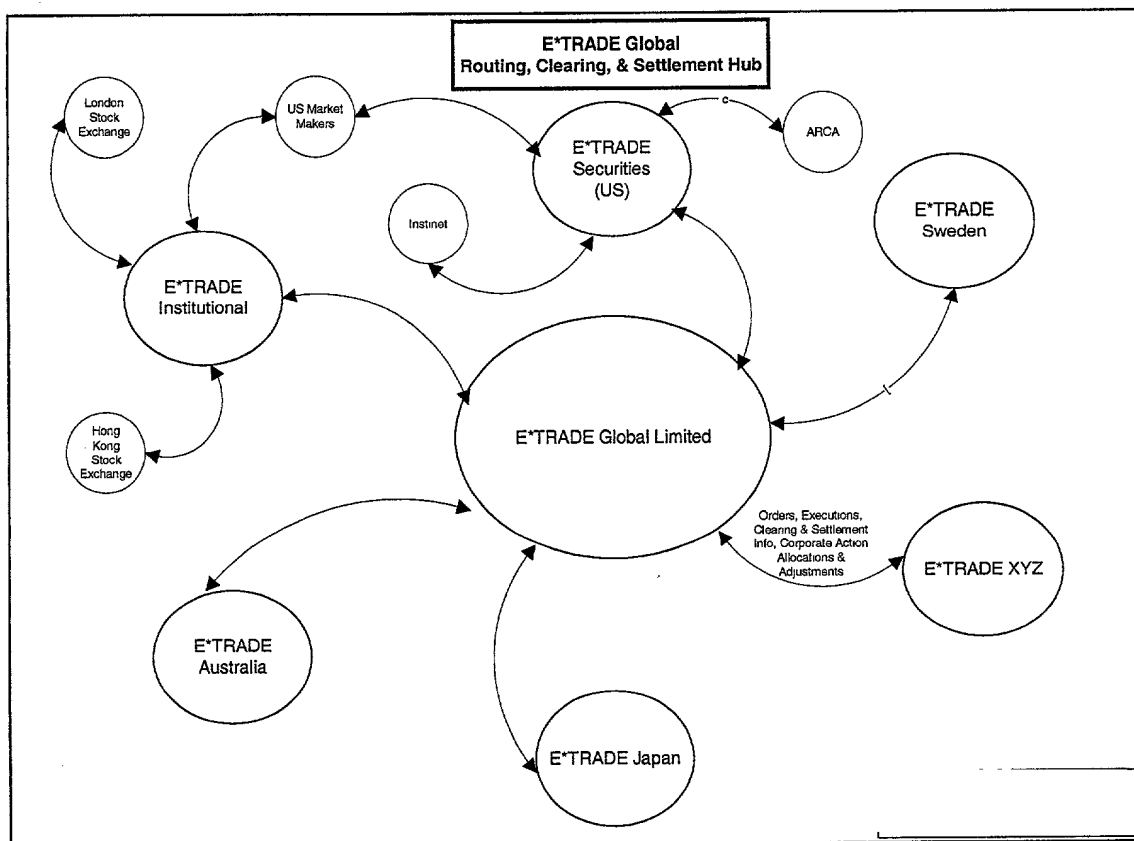 E*TRADE Global
Routing, Clearing, & Settlement Hub
London
Stock
Exchange
US Market
Makers
E*TRADE
Securities
(US)
c
ARCA
E*TRADE
Sweden
Instinet
E*TRADE
Institutional
Hong
Kong
Stock
Exchange
E*TRADE Global Limited
Orders, Executions,
Clearing & Settlement
Info, Corporate Action
Allocations &
Adjustments
E*TRADE XYZ
E*TRADE
Australia
E*TRADE Japan